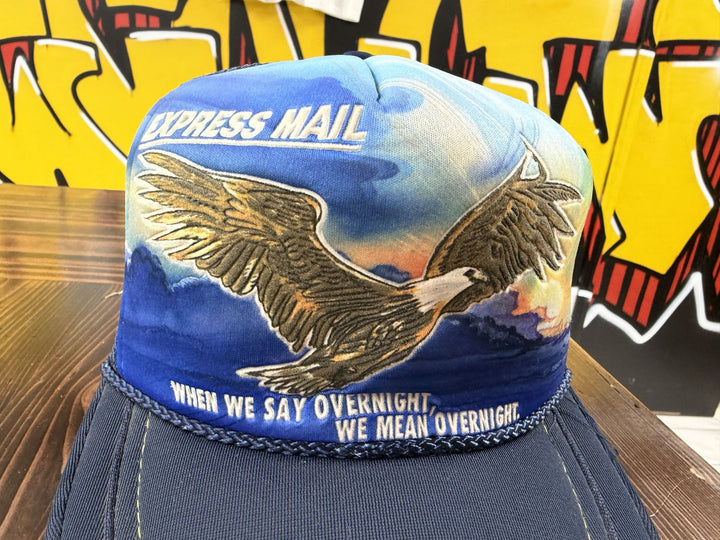 EXPRESS MAIL
WHEN WE SAY OVERNIGHT,
WE MEAN OVERNIGHT.